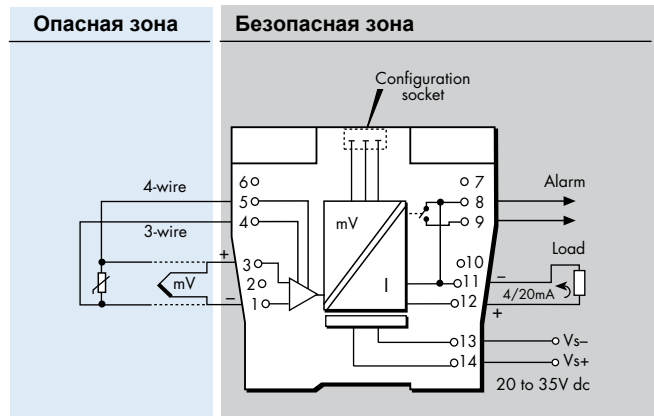 Опасная зона
Безопасная зона
Configuration
socket
4-wire
3-wire
+
mV
–
6
5
4
3
2
1
mV
I
7
8
9
10
11
12
13
14
Alarm
Load
–
4/20mA
+
Vs–
Vs+
20 to 35V dc